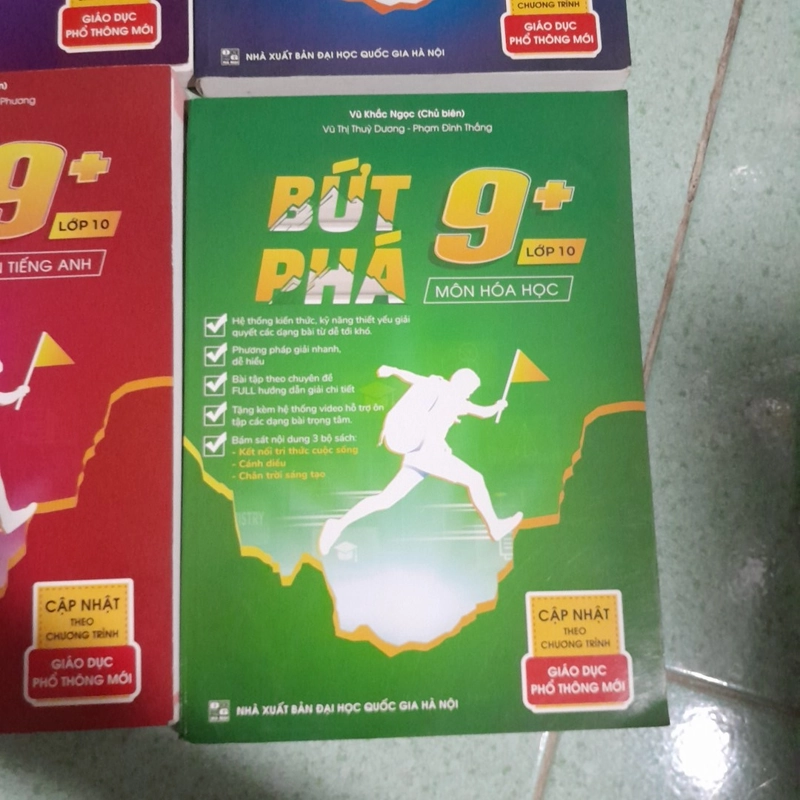 GIÁO DỤC
PHỔ THÔNG MỚI
CHƯƠNG TRÌNH
GIÁO DỤC
PHỔ THÔNG MỚI
NHÀ XUẤT BẢN ĐẠI HỌC QUỐC GIA HÀ NỘI
Phương
9+
LỚP 10
TIẾNG ANH
CẬP NHẬT
THEO
CHƯƠNG TRÌNH
GIÁO DỤC
PHỔ THÔNG MỚI
Vũ Khắc Ngọc (Chủ biên)
Vũ Thị Thuỳ Dương - Phạm Đình Thắng
BỨT
PHÁ
9+
LỚP 10
MÔN HÓA HỌC
Hệ thống kiến thức, kỹ năng thiết yếu giải
quyết các dạng bài từ dễ tới khó.
Phương pháp giải nhanh,
dễ hiểu
Bài tập theo chuyên đề
FULL hướng dẫn giải chi tiết
Tặng kèm hệ thống video hỗ trợ ôn
tập các dạng bài trọng tâm.
Bám sát nội dung 3 bộ sách:
- Kết nối tri thức cuộc sống
- Cánh diều
- Chân trời sáng tạo
CẬP NHẬT
THEO
CHƯƠNG TRÌNH
GIÁO DỤC
PHỔ THÔNG MỚI
NHÀ XUẤT BẢN ĐẠI HỌC QUỐC GIA HÀ NỘI